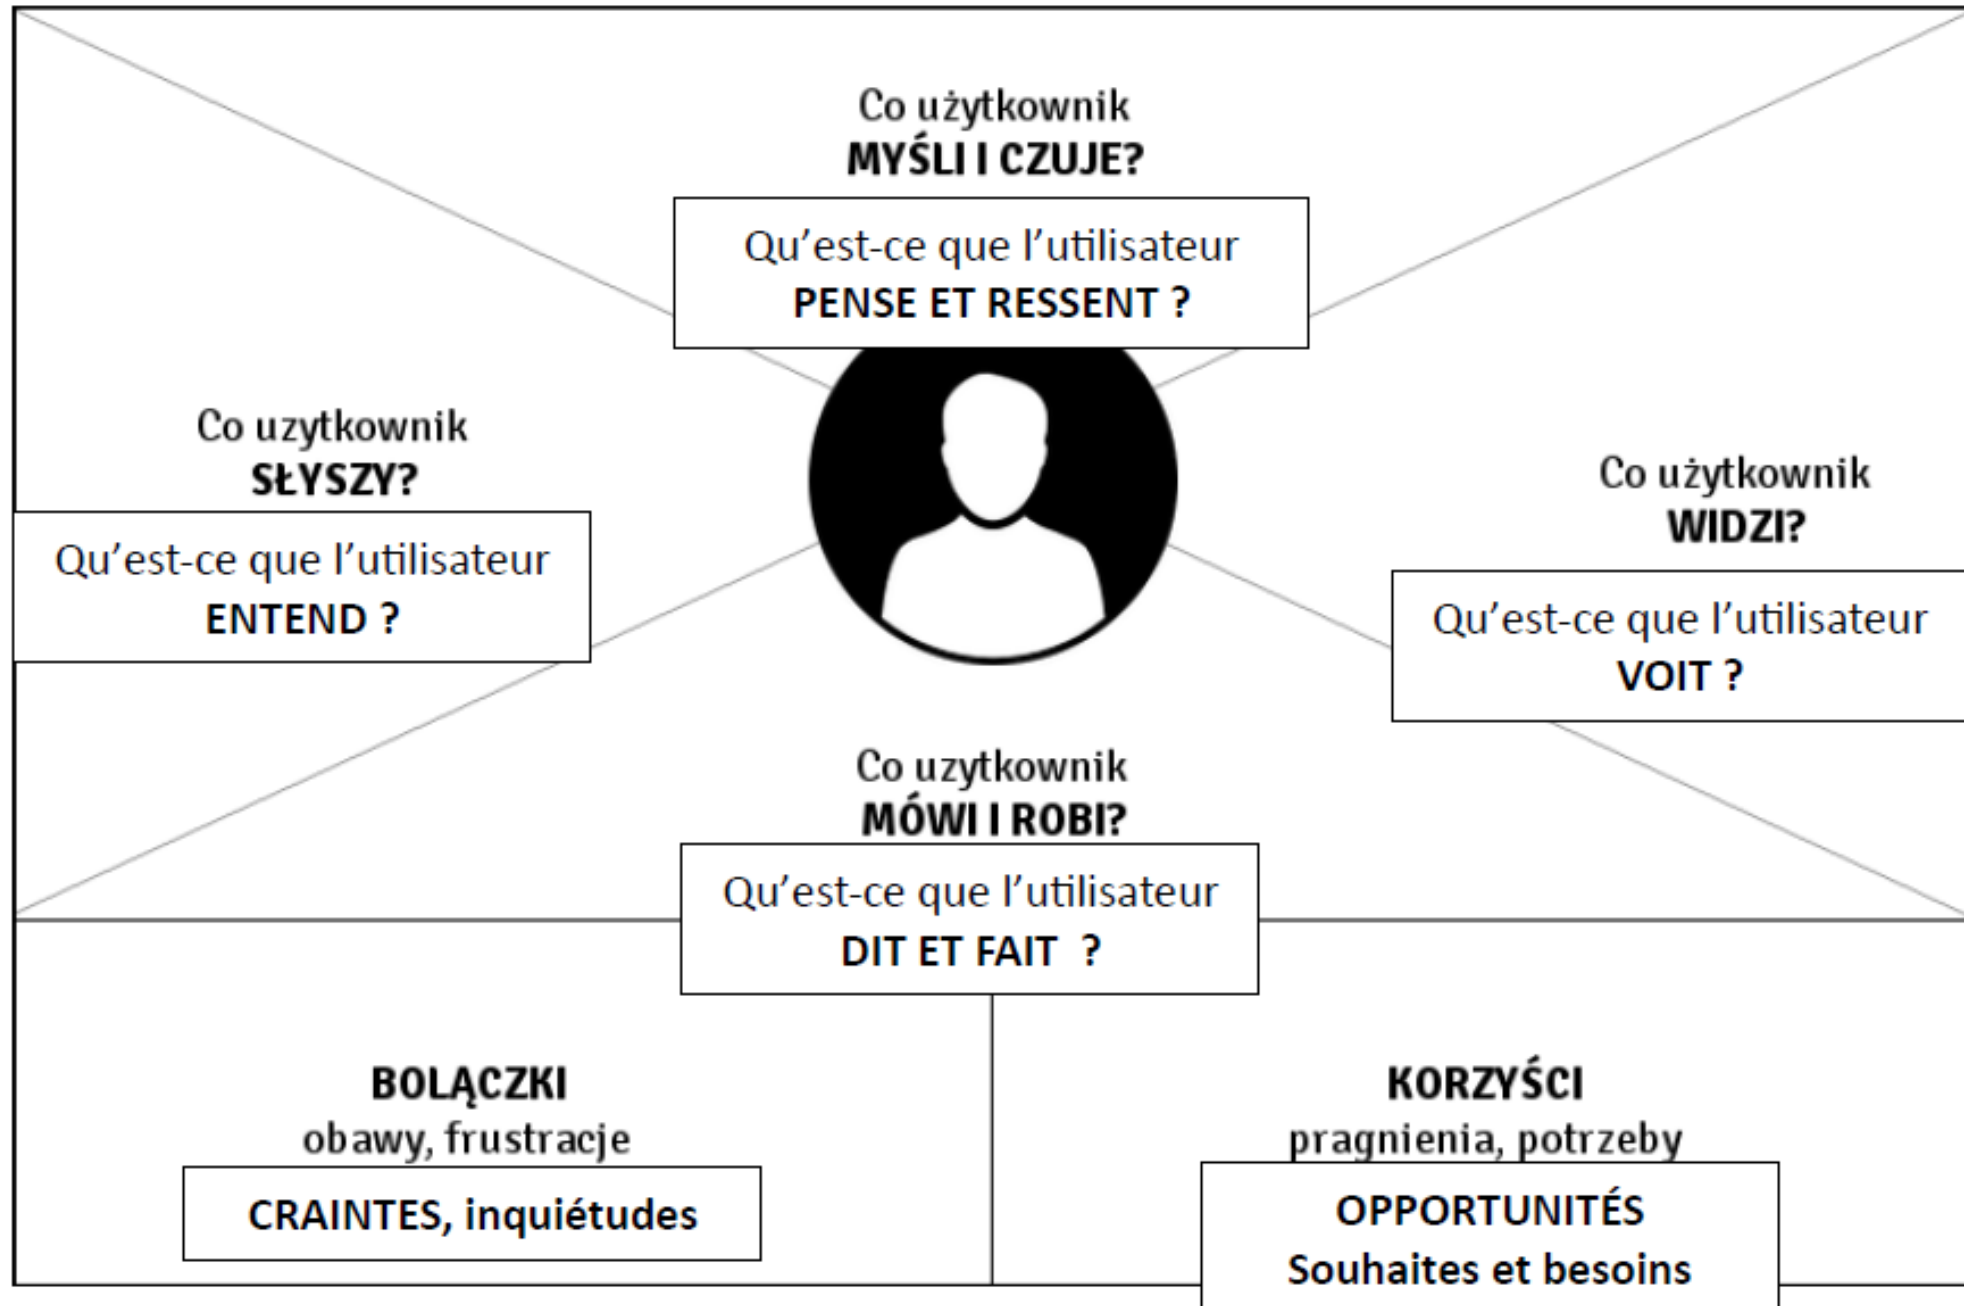 Co użytkownik
MYŚLI I CZUJE?
Qu’est-ce que l’utilisateur
PENSE ET RESSENT ?
Co uzytkownik
SŁYSZY?
Qu’est-ce que l’utilisateur
ENTEND ?
Co użytkownik
WIDZI?
Qu’est-ce que l’utilisateur
VOIT ?
Co uzytkownik
MÓWI I ROBI?
Qu’est-ce que l’utilisateur
DIT ET FAIT ?
BOLĄCZKI
obawy, frustracje
CRAINTES, inquiétudes
KORZYŚCI
pragnienia, potrzeby
OPPORTUNITÉS
Souhaites et besoins